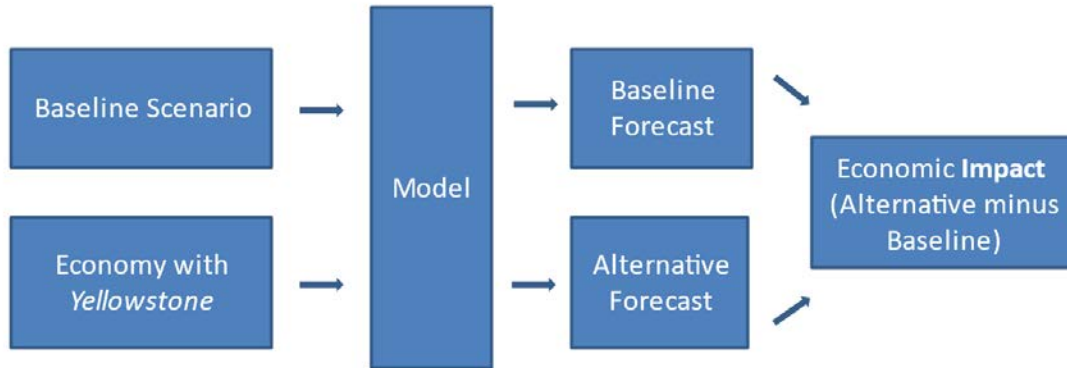 Baseline Scenario
Economy with
Yellowstone
Model
Baseline
Forecast
Alternative
Forecast
Economic Impact
(Alternative minus
Baseline)